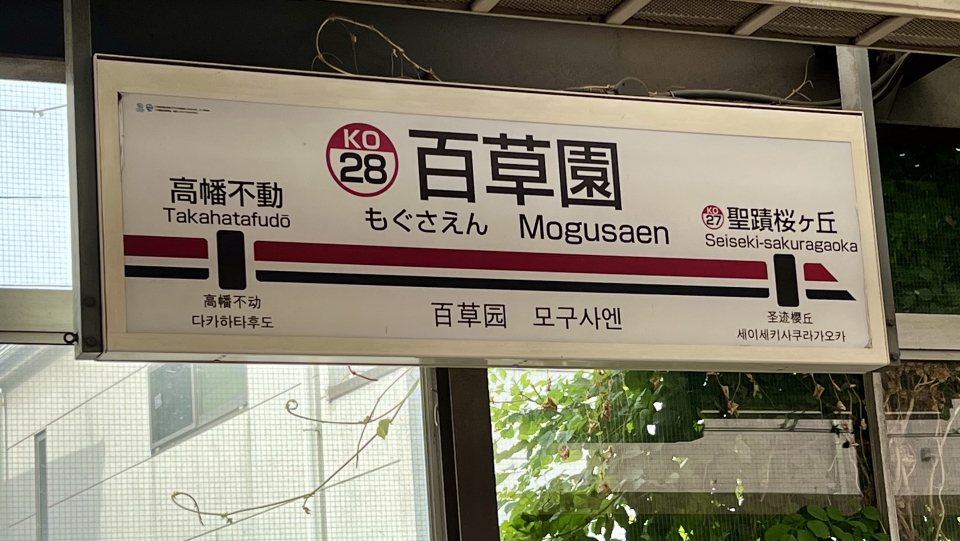 KO
28
百草園
もぐさえん Mogusaen
高幡不動
Takahatafudō
KO
27
聖蹟桜ヶ丘
Seiseki-sakuragaoka
高幡不动
다카하타후도
百草园 모구사엔
圣迹樱丘
세이세키사쿠라가오카